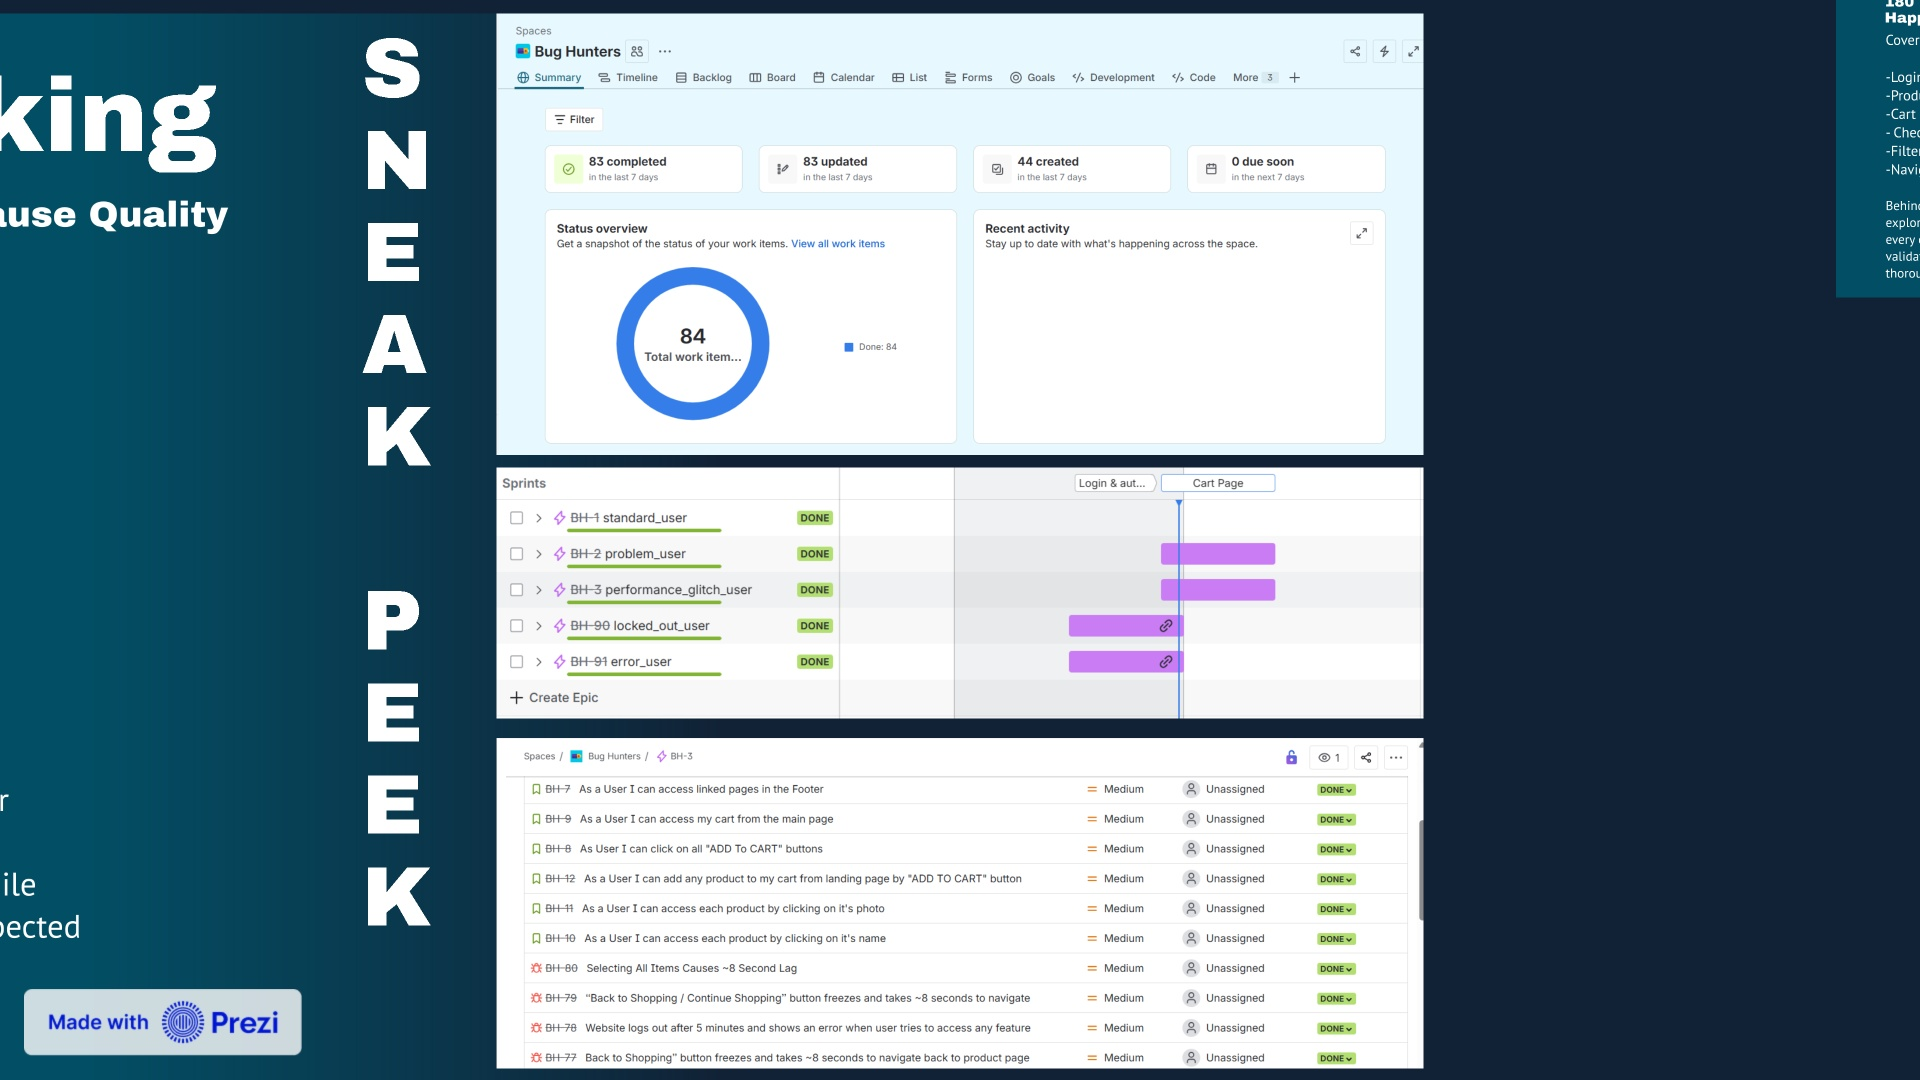 king
ause Quality
r
ile
pected
Made with Prezi
SNEAK
PEEK
Spaces
Bug Hunters
Summary Timeline Backlog Board Calendar List Forms Goals Development Code More 3
Filter
83 completed
in the last 7 days
83 updated
in the last 7 days
44 created
in the last 7 days
0 due soon
in the next 7 days
Status overview
Get a snapshot of the status of your work items. View all work items
84
Total work item...
Done: 84
Recent activity
Stay up to date with what's happening across the space.
Sprints
Login & aut...
Cart Page
BH-1 standard_user DONE
BH-2 problem_user DONE
BH-3 performance_glitch_user DONE
BH-90 locked_out_user DONE
BH-91 error_user DONE
+ Create Epic
Spaces / Bug Hunters / BH-3
1
BH-7 As a User I can access linked pages in the Footer Medium Unassigned DONE
BH-9 As a User I can access my cart from the main page Medium Unassigned DONE
BH-8 As User I can click on all "ADD To CART" buttons Medium Unassigned DONE
BH-12 As a User I can add any product to my cart from landing page by "ADD TO CART" button Medium Unassigned DONE
BH-11 As a User I can access each product by clicking on it's photo Medium Unassigned DONE
BH-10 As a User I can access each product by clicking on it's name Medium Unassigned DONE
BH-80 Selecting All Items Causes ~8 Second Lag Medium Unassigned DONE
BH-79 "Back to Shopping / Continue Shopping" button freezes and takes ~8 seconds to navigate Medium Unassigned DONE
BH-78 Website logs out after 5 minutes and shows an error when user tries to access any feature Medium Unassigned DONE
BH-77 Back to Shopping" button freezes and takes ~8 seconds to navigate back to product page Medium Unassigned DONE
180
Happ
Cover
-Login
-Produ
-Cart
- Chec
-Filte
-Navig
Behind
explor
every
valida
thorou